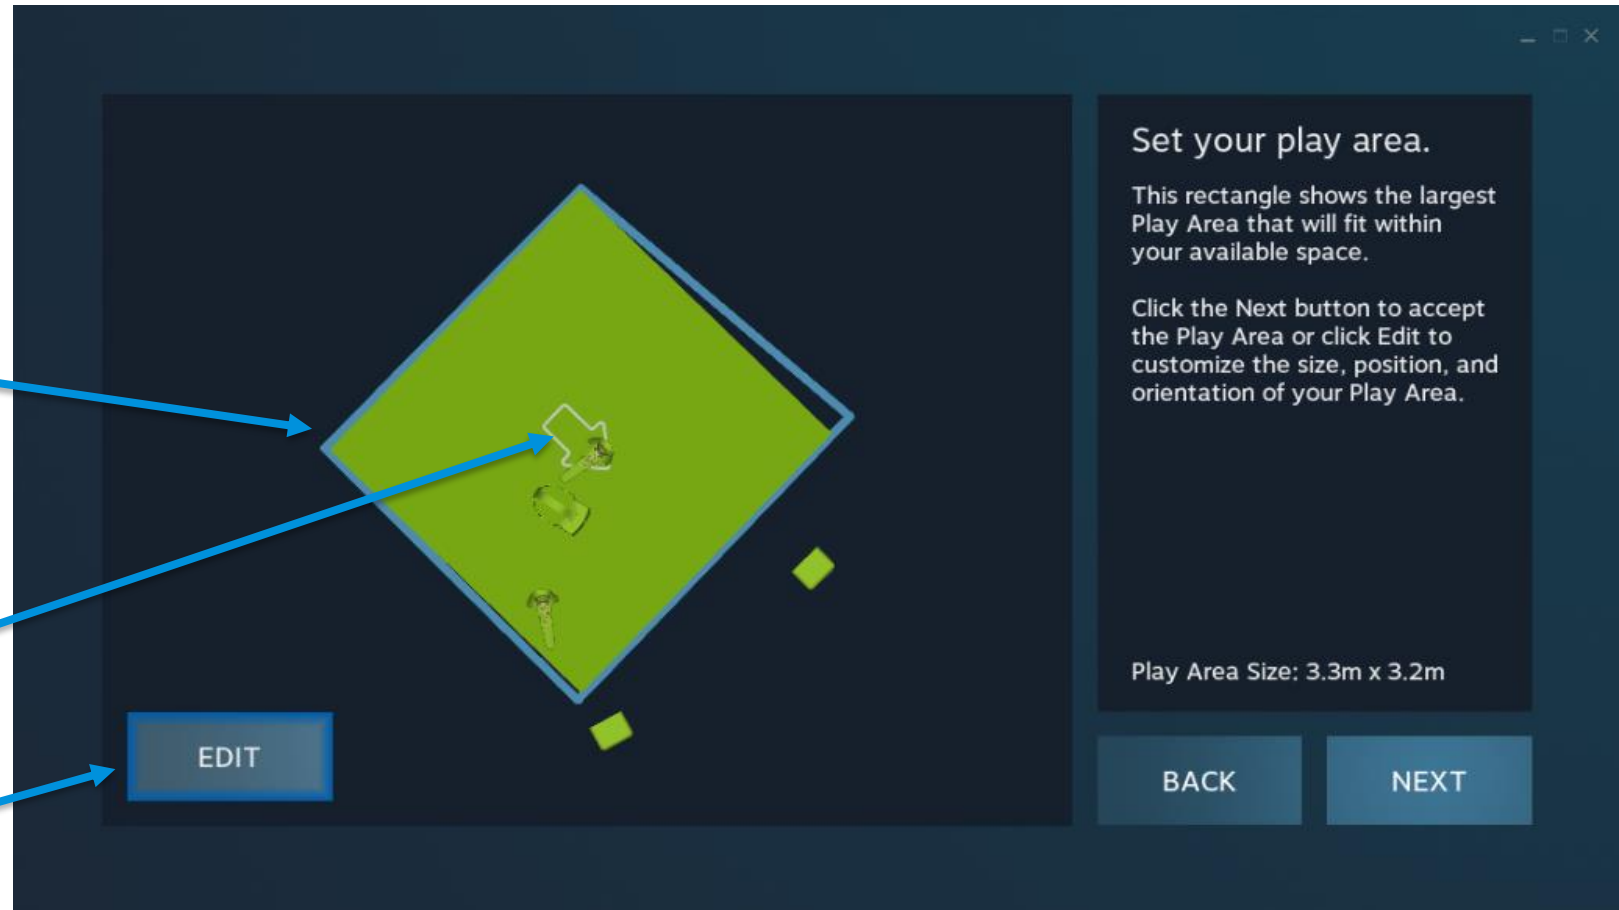 Set your play area.
This rectangle shows the largest
Play Area that will fit within
your available space.
Click the Next button to accept
the Play Area or click Edit to
customize the size, position, and
orientation of your Play Area.
Play Area Size: 3.3m x 3.2m
EDIT
BACK
NEXT